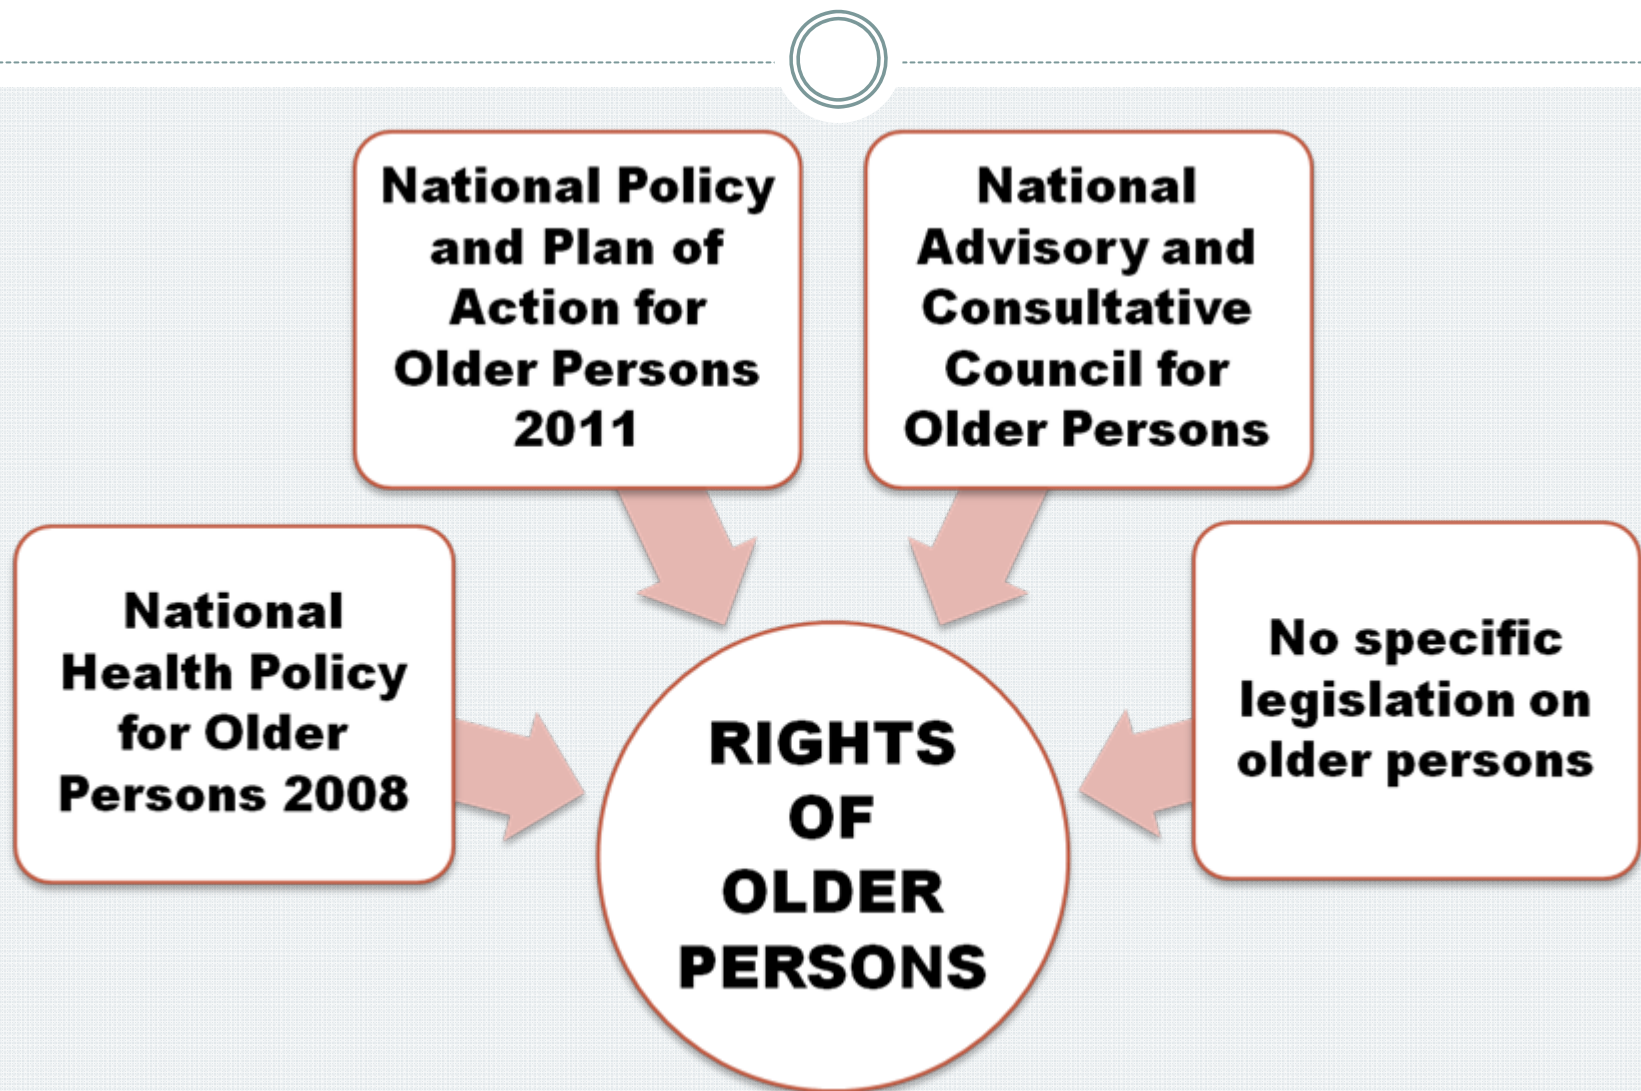 National Policy
and Plan of
Action for
Older Persons
2011
National
Advisory and
Consultative
Council for
Older Persons
National
Health Policy
for Older
Persons 2008
No specific
legislation on
older persons
RIGHTS
OF
OLDER
PERSONS